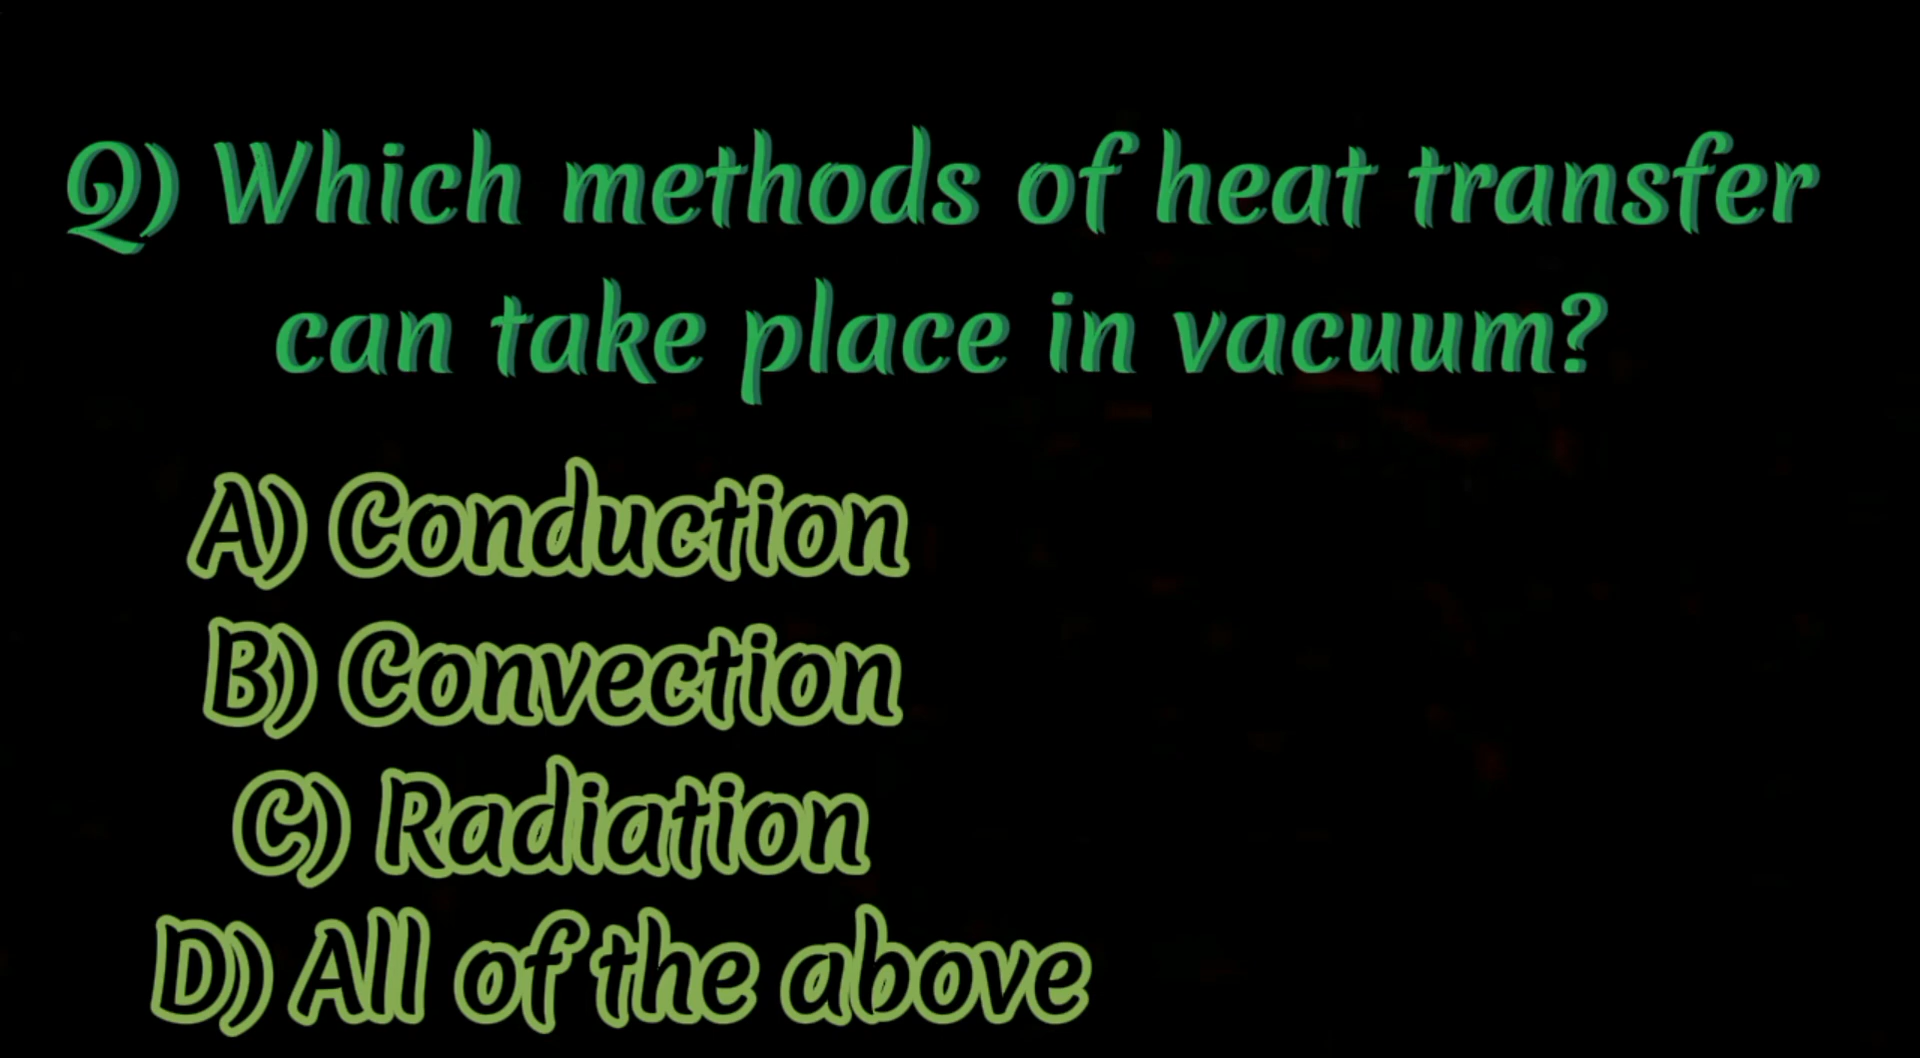 Q) Which methods of heat transfer
can take place in vacuum?
A) Conduction
B) Convection
C) Radiation
D) All of the above